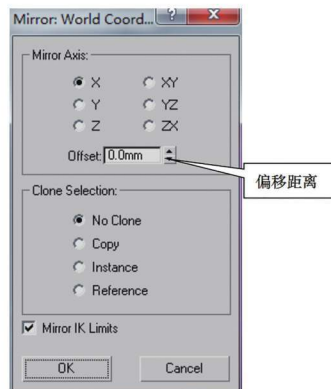 Mirror: World Coord...
Mirror Axis:
X XY
Y YZ
Z ZX
Offset: 0.0mm
偏移距离
Clone Selection:
No Clone
Copy
Instance
Reference
Mirror IK Limits
OK Cancel